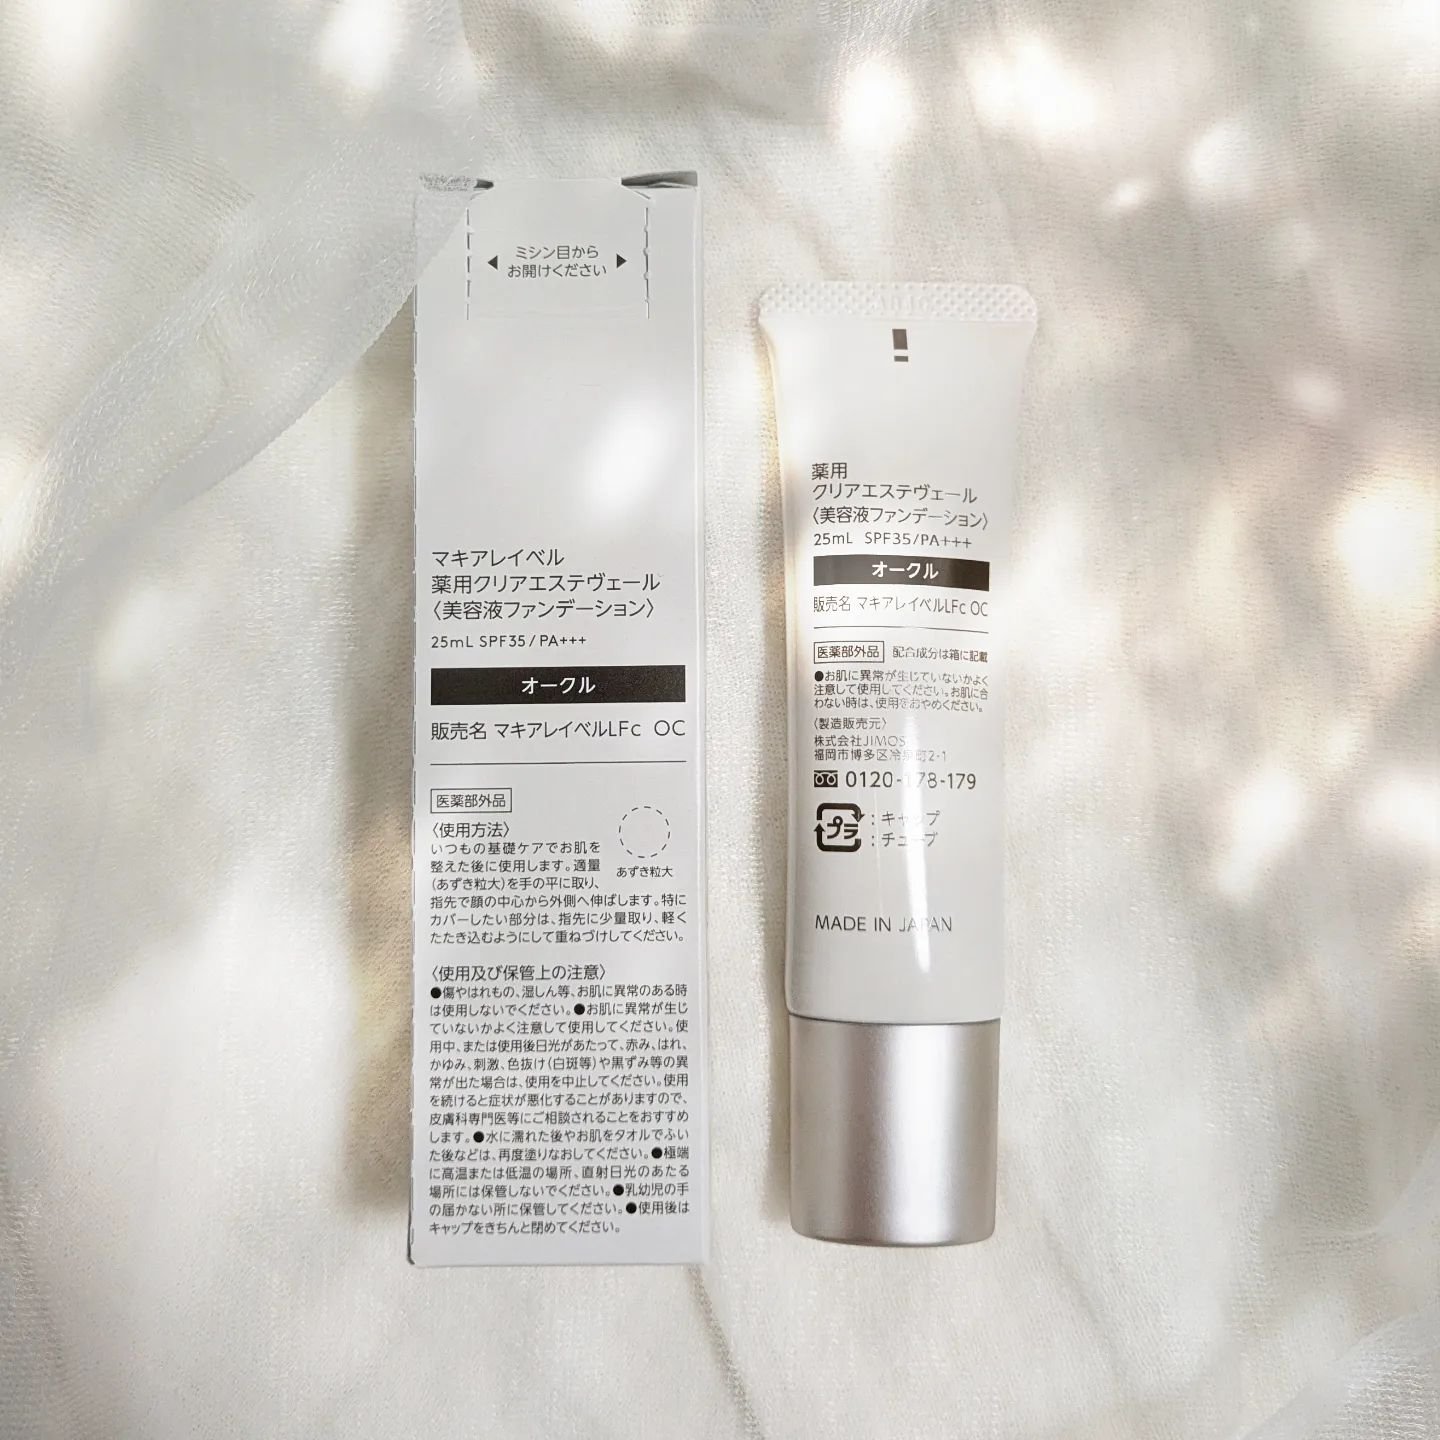 ミシン目から
お開けください
マキアレイベル
薬用クリアエステヴェール
〈美容液ファンデーション〉
25mL SPF35/PA+++
オークル
販売名 マキアレイベルLFc OC
医薬部外品
〈使用方法〉
いつもの基礎ケアでお肌を
整えた後に使用します。適量
(あずき粒大)を手の平に取り、
あずき粒大
指先で顔の中心から外側へ伸ばします。特に
カバーしたい部分は、指先に少量取り、軽く
たたき込むようにして重ねづけしてください。
〈使用及び保管上の注意〉
●傷やはれもの、湿しん等、お肌に異常のある時
は使用しないでください。●お肌に異常が生じ
ていないかよく注意して使用してください。使
用中、または使用後日光があたって、赤み、はれ、
かゆみ、刺激、色抜け(白斑等)や黒ずみ等の異
常が出た場合は、使用を中止してください。使用
を続けると症状が悪化することがありますので、
皮膚科専門医等にご相談されることをおすすめ
します。●水に濡れた後やお肌をタオルでふい
た後などは、再度塗りなおしてください。●極端
に高温または低温の場所、直射日光のあたる
場所には保管しないでください。●乳幼児の手
の届かない所に保管してください。●使用後は
キャップをきちんと閉めてください。
薬用
クリアエステヴェール
〈美容液ファンデーション〉
25mL SPF35/PA+++
オークル
販売名 マキアレイベルLFc OC
医薬部外品 配合成分は箱に記載
●お肌に異常が生じていないかよく
注意して使用してください。お肌に合
わない時は、使用をおやめください。
〈製造販売元〉
株式会社JIMOS
福岡市博多区冷泉町2-1
0120-178-179
プラ : キャップ
: チューブ
MADE IN JAPAN